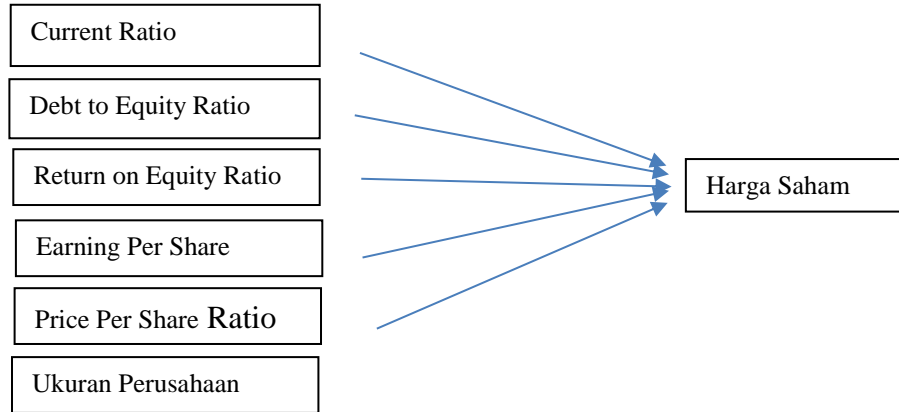 Current Ratio
Debt to Equity Ratio
Return on Equity Ratio
Harga Saham
Earning Per Share
Price Per Share Ratio
Ukuran Perusahaan